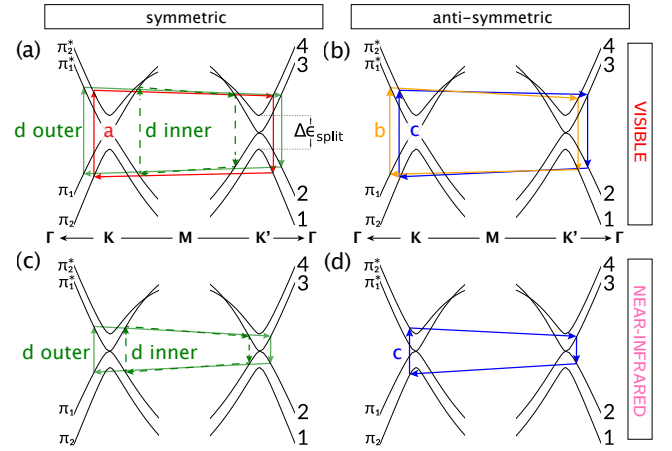 symmetric
anti-symmetric
(a)
π₂*
π₁*
4
3
d outer
a
d inner
Δϵsplit
π₁
π₂
2
1
Γ
K
M
K'
Γ
(b)
π₂*
π₁*
4
3
b
c
π₁
π₂
2
1
Γ
K
M
K'
Γ
VISIBLE
(c)
π₂*
π₁*
4
3
d outer
d inner
π₁
π₂
2
1
(d)
π₂*
π₁*
4
3
c
π₁
π₂
2
1
NEAR-INFRARED